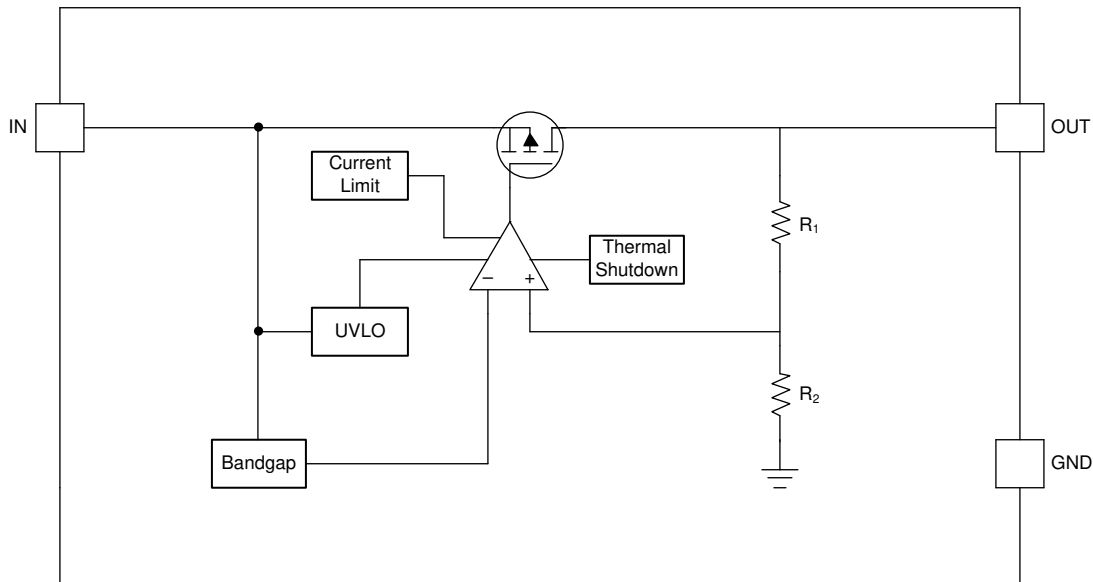 IN
OUT
Current
Limit
R1
Thermal
Shutdown
− +
UVLO
R2
Bandgap
GND